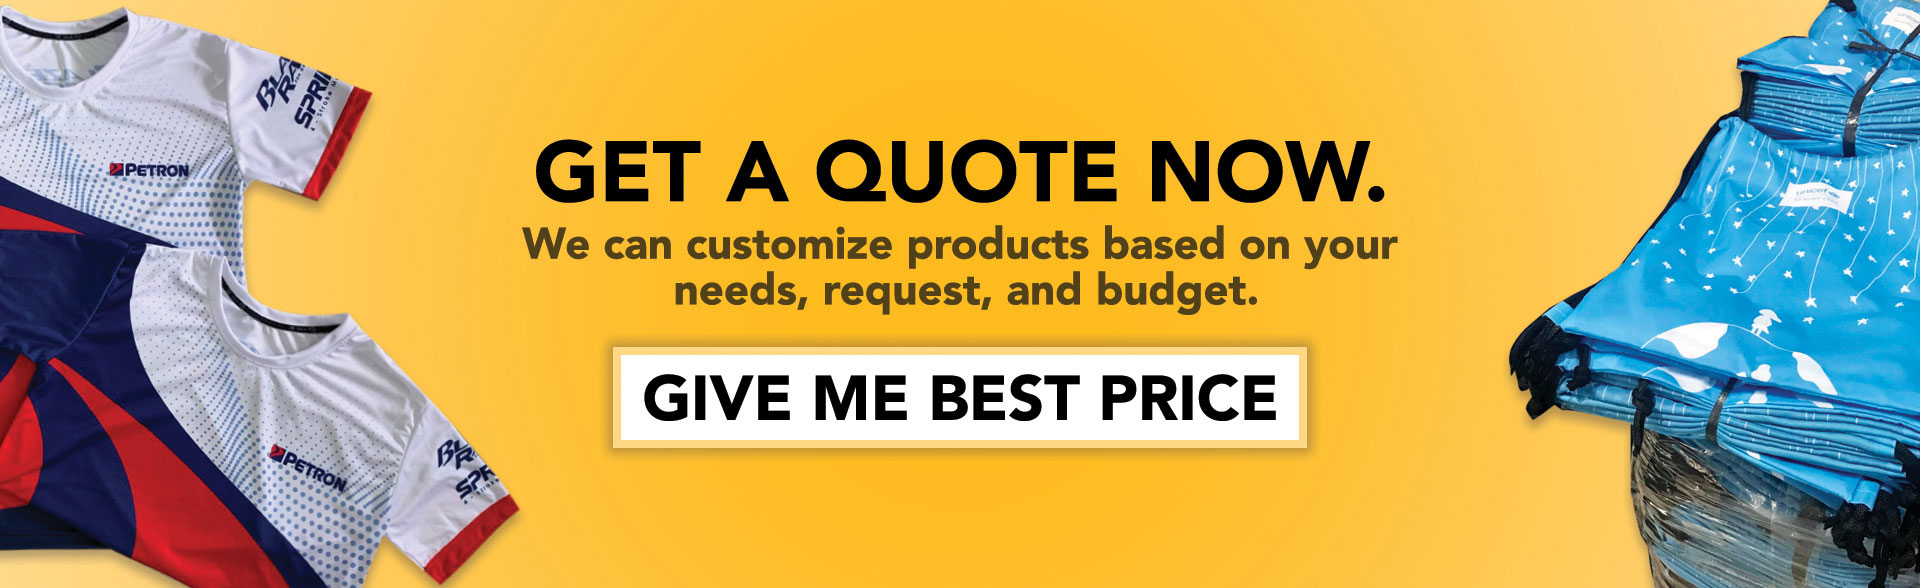 GET A QUOTE NOW.
We can customize products based on your
needs, request, and budget.
GIVE ME BEST PRICE
PETRON
PETRON
unicef